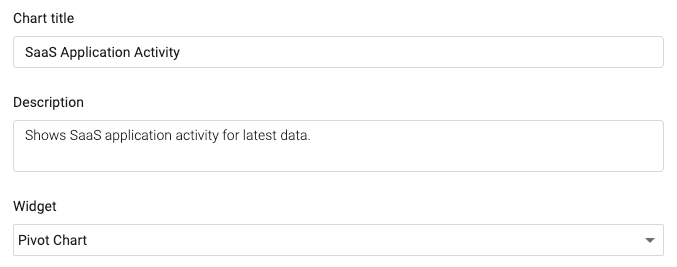 Chart title
SaaS Application Activity
Description
Shows SaaS application activity for latest data.
Widget
Pivot Chart